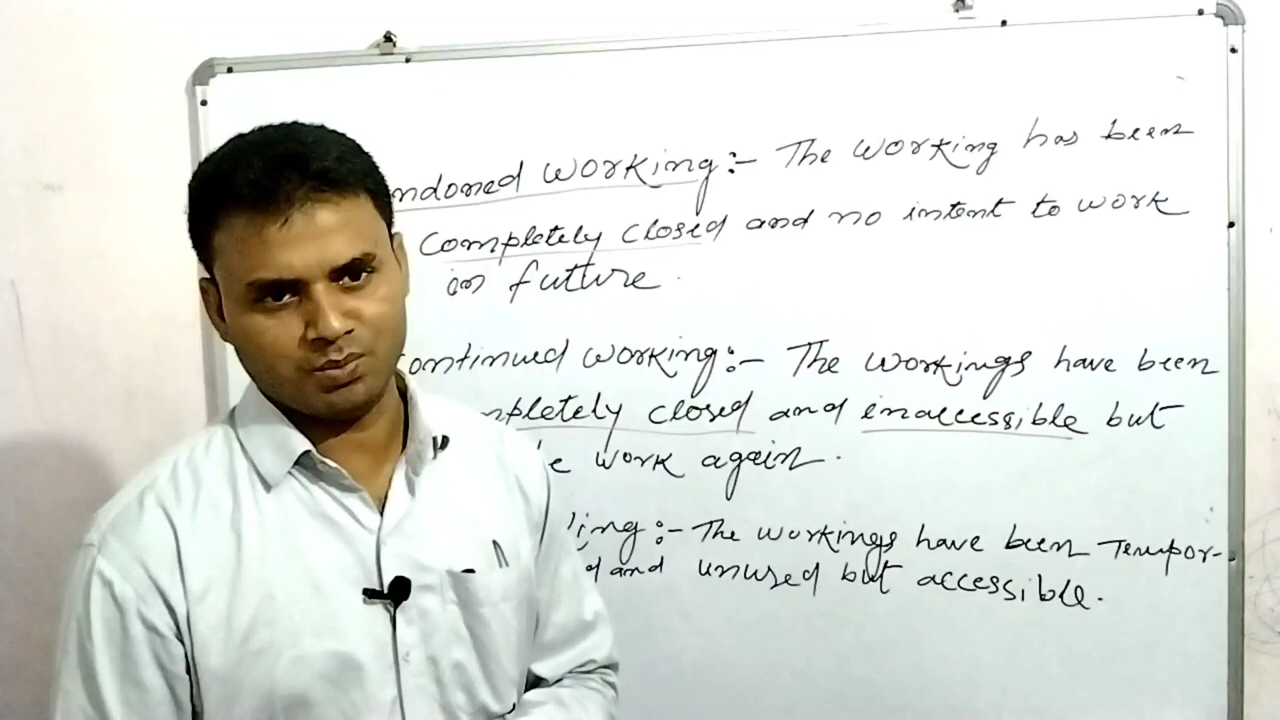 ndoned working:- The working has been
completely closed and no intent to work
in future.
ontinued working:- The workings have been
mpletely closed and inaccessible but
work again.
The workings have been Tempor-
d and unused but accessible.